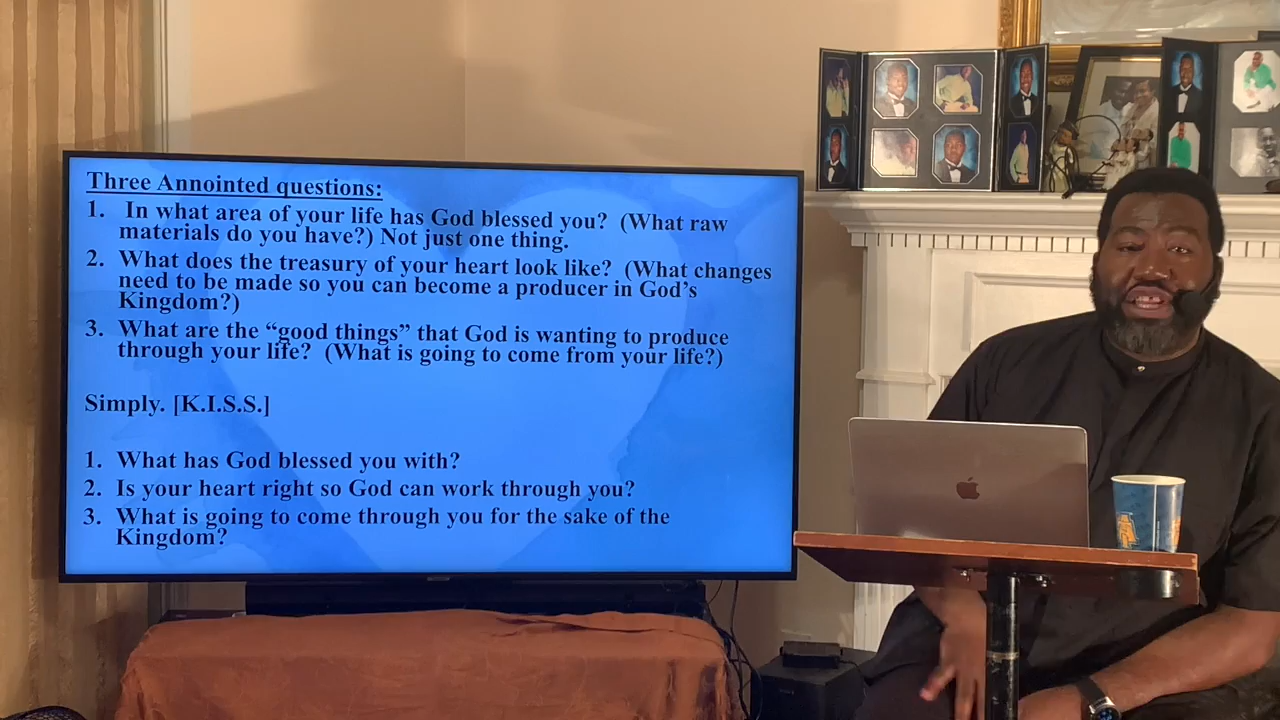 Three Annointed questions:
1. In what area of your life has God blessed you? (What raw
materials do you have?) Not just one thing.
2. What does the treasury of your heart look like? (What changes
need to be made so you can become a producer in God's
Kingdom?)
3. What are the “good things” that God is wanting to produce
through your life? (What is going to come from your life?)
Simply. [K.I.S.S.]
1. What has God blessed you with?
2. Is your heart right so God can work through you?
3. What is going to come through you for the sake of the
Kingdom?